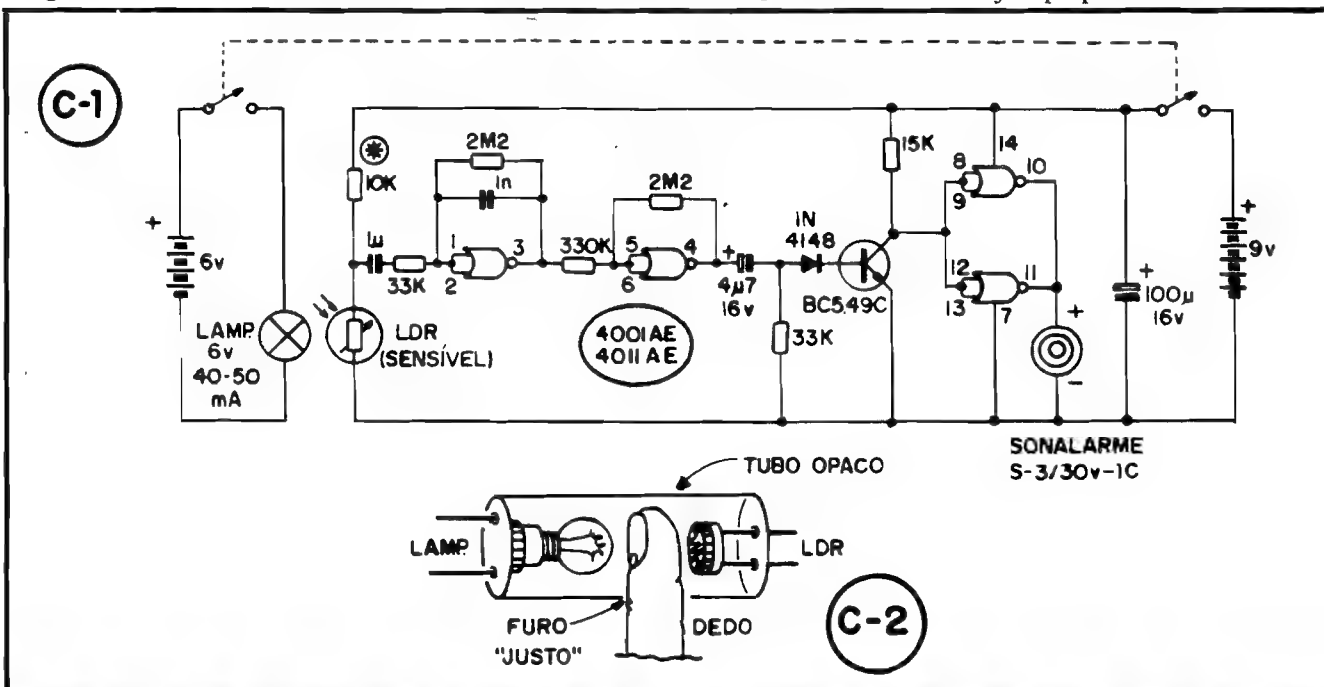 C-1
6v
+
LAMP.
6v
40-50
mA
10K
LDR
(SENSÍVEL)
1µ
33K
2M2
1n
1
2
3
330K
2M2
5
6
4
4001AE
4011AE
+
4µ7
16v
1N
4148
33K
BC549C
15K
8
9
14
10
12
13
11
7
+
-
SONALARME
S-3/30v-1C
+
100µ
16v
+
9v
TUBO OPACO
LAMP.
LDR
FURO
"JUSTO"
DEDO
C-2